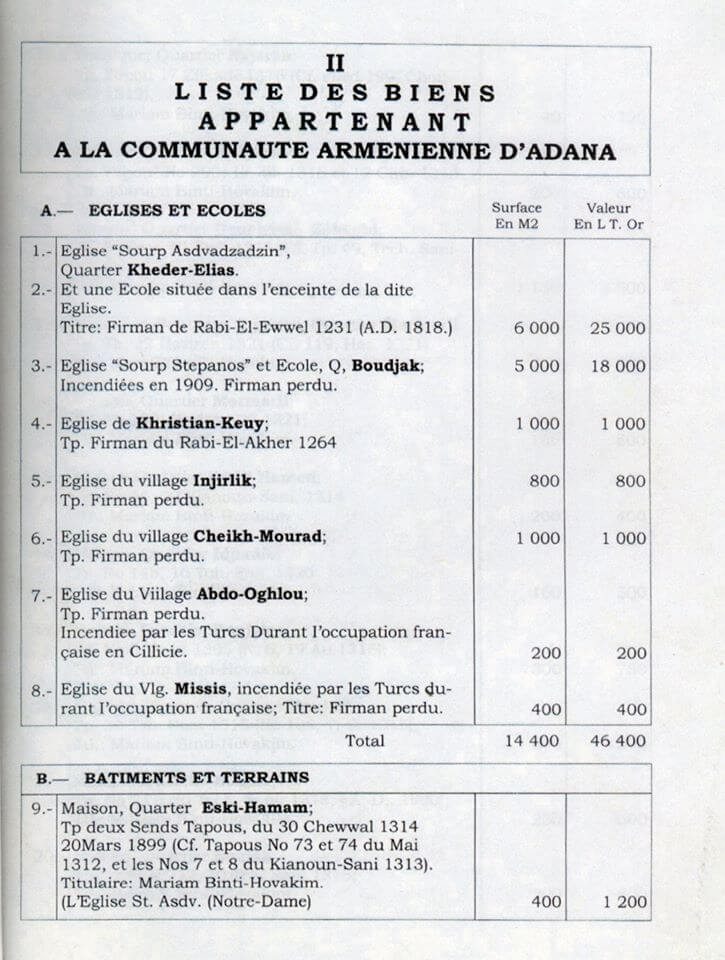 II
LISTE DES BIENS
APPARTENANT
A LA COMMUNAUTE ARMENIENNE D'ADANA
A.— EGLISES ET ECOLES Surface En M2 Valeur En L T. Or
1.- Eglise “Sourp Asdvadzadzin”,
Quarter Kheder-Elias.
2.- Et une Ecole située dans l'enceinte de la dite
Eglise.
Titre: Firman de Rabi-El-Ewwel 1231 (A.D. 1818.) 6 000 25 000
3.- Eglise “Sourp Stepanos” et Ecole, Q, Boudjak; 5 000 18 000
Incendiées en 1909. Firman perdu.
4.- Eglise de Khristian-Keuy; 1 000 1 000
Tp. Firman du Rabi-El-Akher 1264
5.- Eglise du village Injirlik; 800 800
Tp. Firman perdu.
6.- Eglise du village Cheikh-Mourad; 1 000 1 000
Tp. Firman perdu.
7.- Eglise du Viilage Abdo-Oghlou;
Tp. Firman perdu.
Incendiee par les Turcs Durant l'occupation fran-
çaise en Cillicie. 200 200
8.- Eglise du Vlg. Missis, incendiée par les Turcs du-
rant l'occupation française; Titre: Firman perdu. 400 400
Total 14 400 46 400
B.— BATIMENTS ET TERRAINS
9.- Maison, Quarter Eski-Hamam;
Tp deux Sends Tapous, du 30 Chewwal 1314
20Mars 1899 (Cf. Tapous No 73 et 74 du Mai
1312, et les Nos 7 et 8 du Kianoun-Sani 1313).
Titulaire: Mariam Binti-Hovakim.
(L'Eglise St. Asdv. (Notre-Dame) 400 1 200